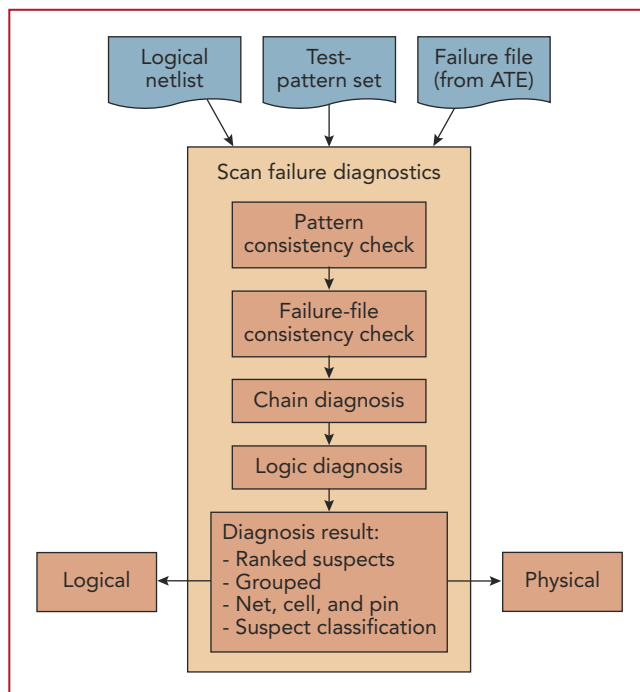 Logical
netlist
Test-
pattern set
Failure file
(from ATE)
Scan failure diagnostics
Pattern
consistency check
Failure-file
consistency check
Chain diagnosis
Logic diagnosis
Diagnosis result:
- Ranked suspects
- Grouped
- Net, cell, and pin
- Suspect classification
Logical
Physical